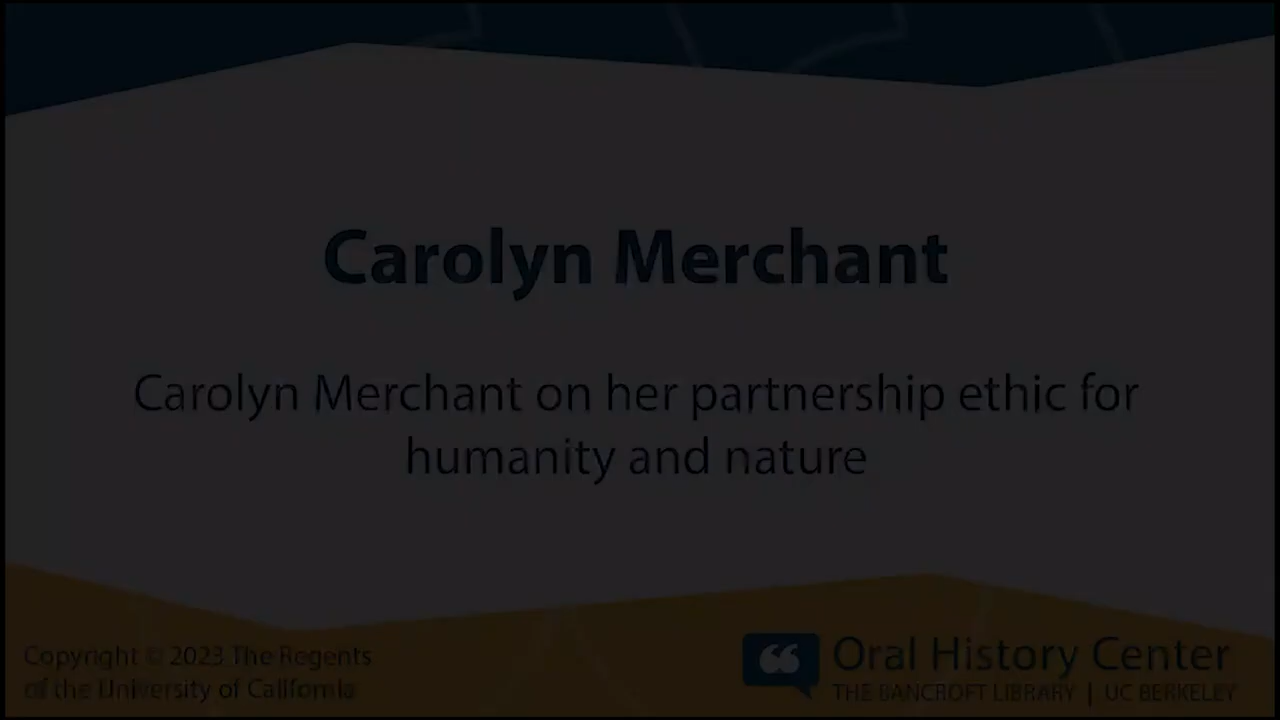 Carolyn Merchant
Carolyn Merchant on her partnership ethic for
humanity and nature
Copyright © 2023 The Regents
of the University of California
Oral History Center
THE BANCROFT LIBRARY | UC BERKELEY